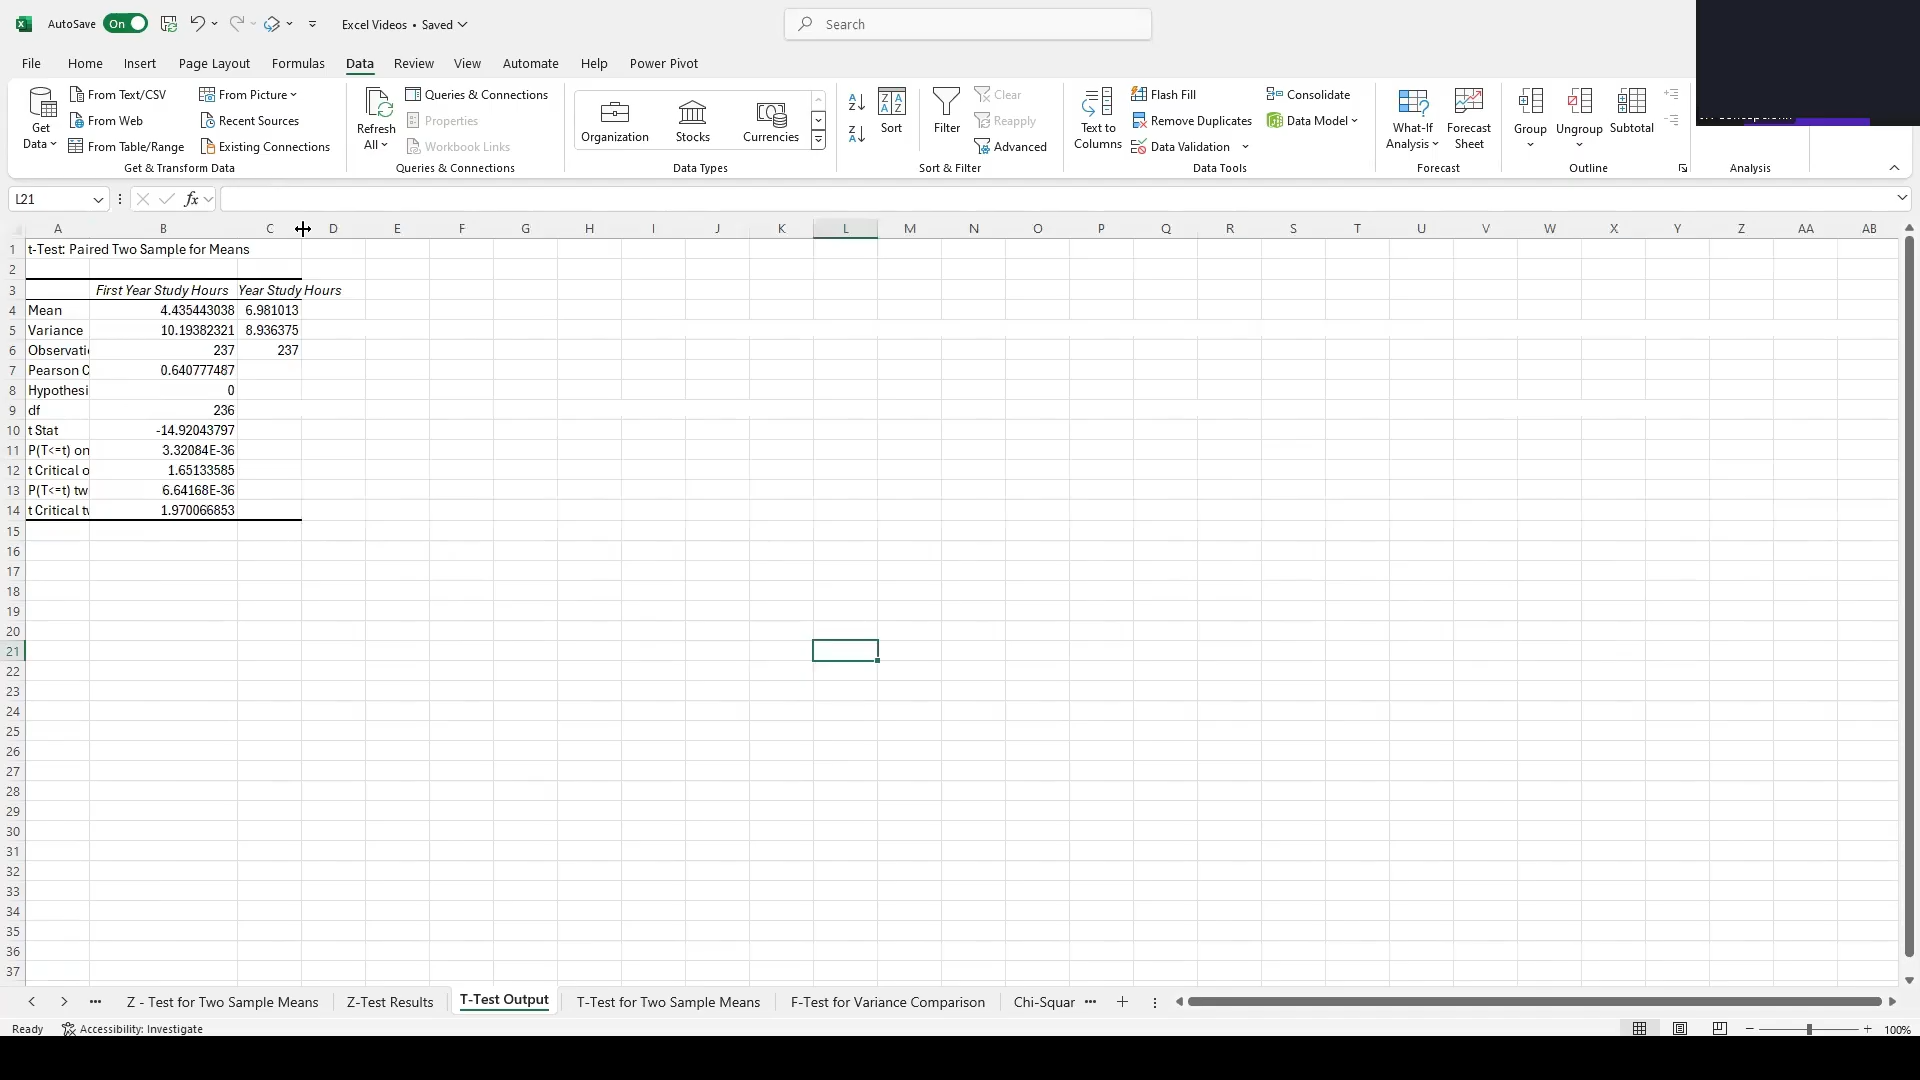 AutoSave On Excel Videos • Saved Search
File Home Insert Page Layout Formulas Data Review View Automate Help Power Pivot
Get Data From Text/CSV From Picture Refresh All Queries & Connections Organization Stocks Currencies Sort Filter Clear Text to Columns Flash Fill Consolidate What-If Analysis Forecast Sheet Group Ungroup Subtotal
From Web Recent Sources Properties Reapply Remove Duplicates Data Model
From Table/Range Existing Connections Workbook Links Advanced Data Validation
Get & Transform Data Queries & Connections Data Types Sort & Filter Data Tools Forecast Outline Analysis
L21 fx
A B C D E F G H I J K L M N O P Q R S T U V W X Y Z AA AB
1 t-Test: Paired Two Sample for Means
2
3 First Year Study Hours Year Study Hours
4 Mean 4.435443038 6.981013
5 Variance 10.19382321 8.936375
6 Observati 237 237
7 Pearson C 0.640777487
8 Hypothesi 0
9 df 236
10 t Stat -14.92043797
11 P(T<=t) on 3.32084E-36
12 t Critical o 1.65133585
13 P(T<=t) tw 6.64168E-36
14 t Critical tw 1.970066853
15
16
17
18
19
20
21
22
23
24
25
26
27
28
29
30
31
32
33
34
35
36
37
Z - Test for Two Sample Means Z-Test Results T-Test Output T-Test for Two Sample Means F-Test for Variance Comparison Chi-Squar
Ready Accessibility: Investigate 100%